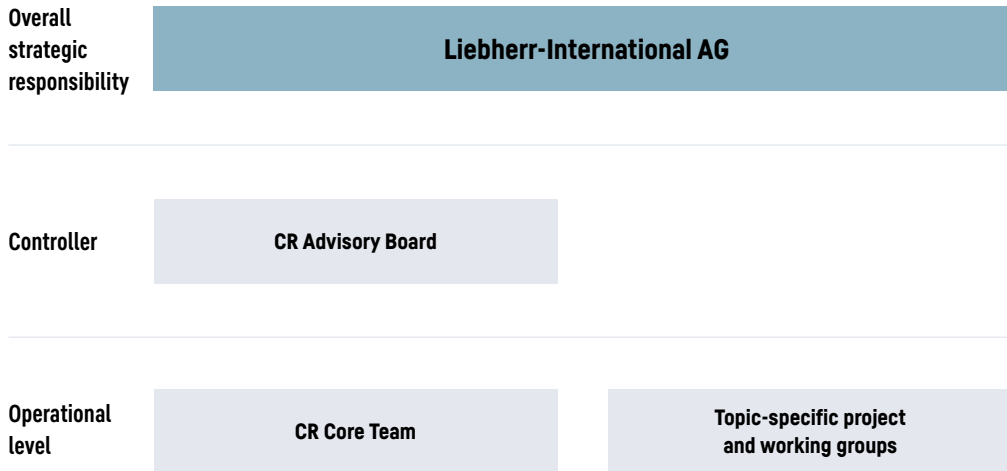 Overall
strategic
responsibility
Liebherr-International AG
Controller
CR Advisory Board
Operational
level
CR Core Team
Topic-specific project
and working groups